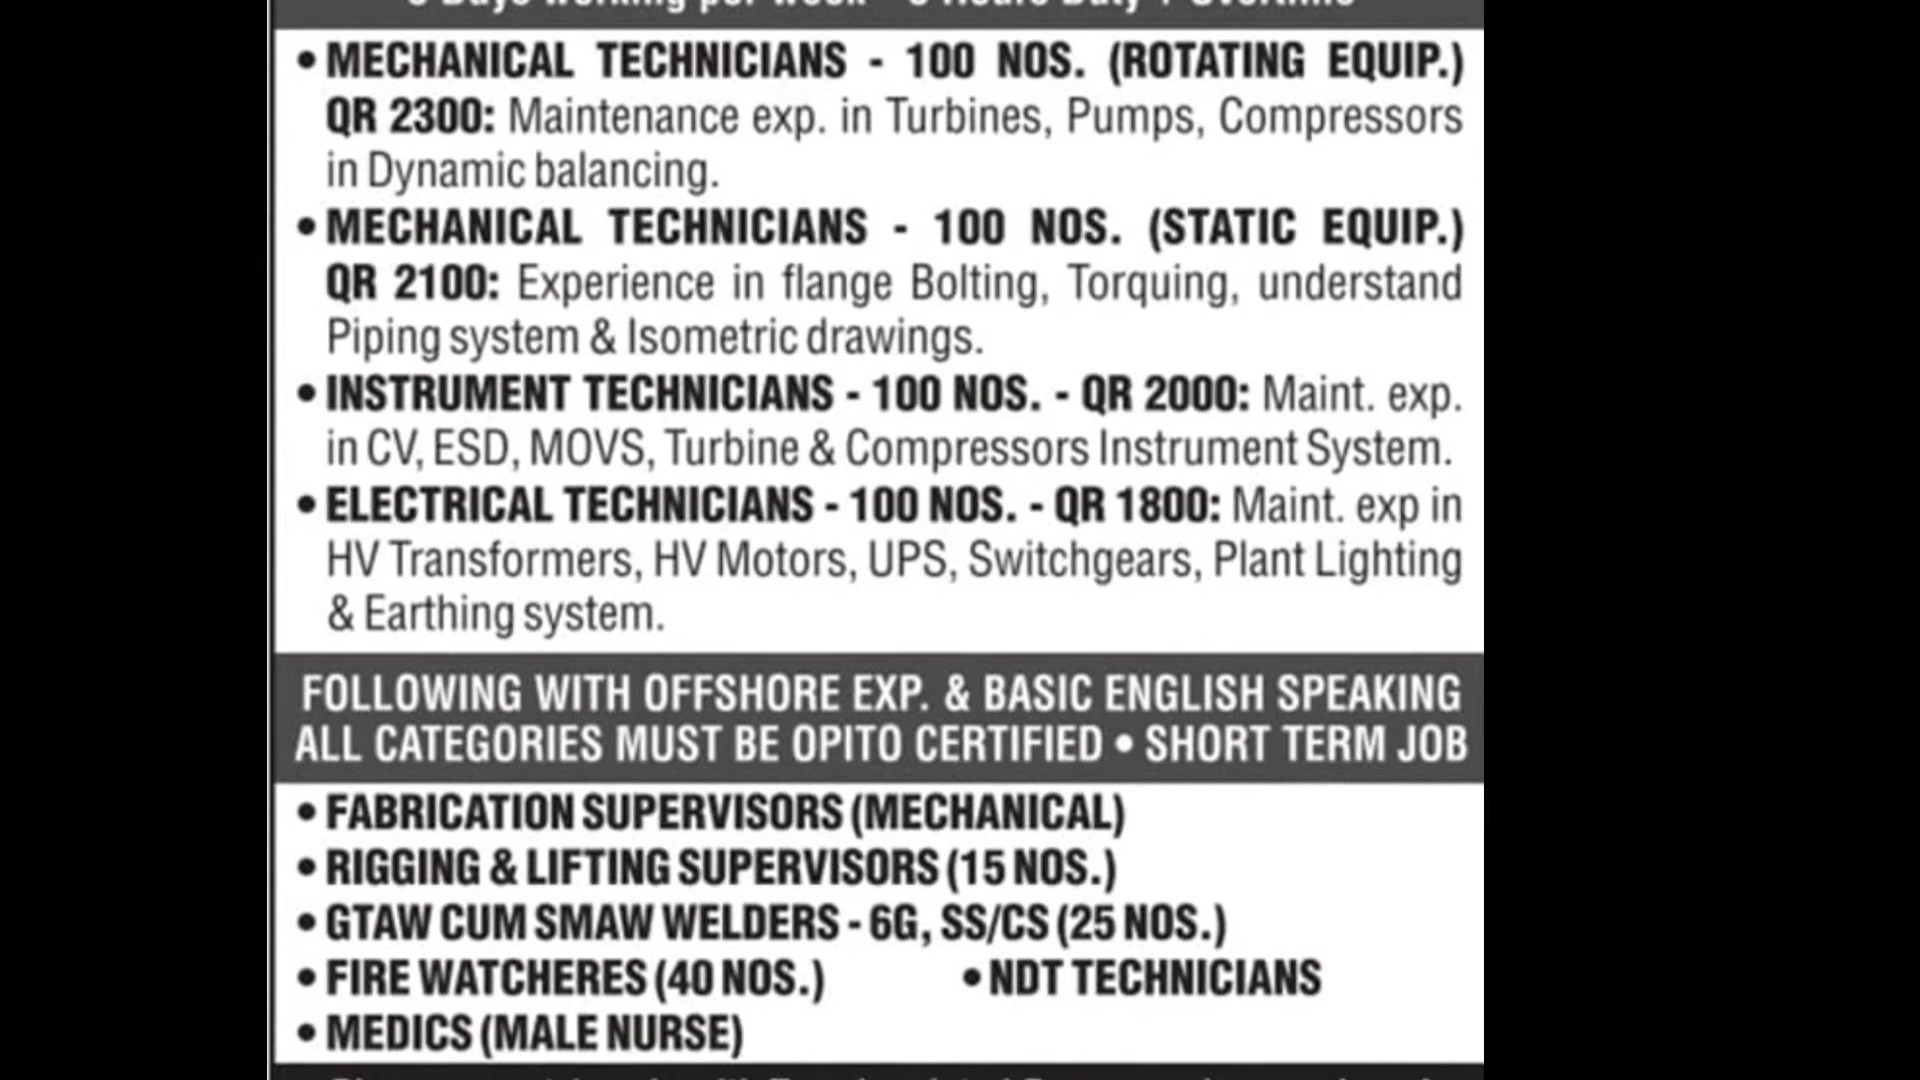 • MECHANICAL TECHNICIANS - 100 NOS. (ROTATING EQUIP.)
QR 2300: Maintenance exp. in Turbines, Pumps, Compressors
in Dynamic balancing.
• MECHANICAL TECHNICIANS - 100 NOS. (STATIC EQUIP.)
QR 2100: Experience in flange Bolting, Torquing, understand
Piping system & Isometric drawings.
• INSTRUMENT TECHNICIANS - 100 NOS. - QR 2000: Maint. exp.
in CV, ESD, MOVS, Turbine & Compressors Instrument System.
• ELECTRICAL TECHNICIANS - 100 NOS. - QR 1800: Maint. exp in
HV Transformers, HV Motors, UPS, Switchgears, Plant Lighting
& Earthing system.
FOLLOWING WITH OFFSHORE EXP. & BASIC ENGLISH SPEAKING
ALL CATEGORIES MUST BE OPITO CERTIFIED • SHORT TERM JOB
• FABRICATION SUPERVISORS (MECHANICAL)
• RIGGING & LIFTING SUPERVISORS (15 NOS.)
• GTAW CUM SMAW WELDERS - 6G, SS/CS (25 NOS.)
• FIRE WATCHERES (40 NOS.) • NDT TECHNICIANS
• MEDICS (MALE NURSE)